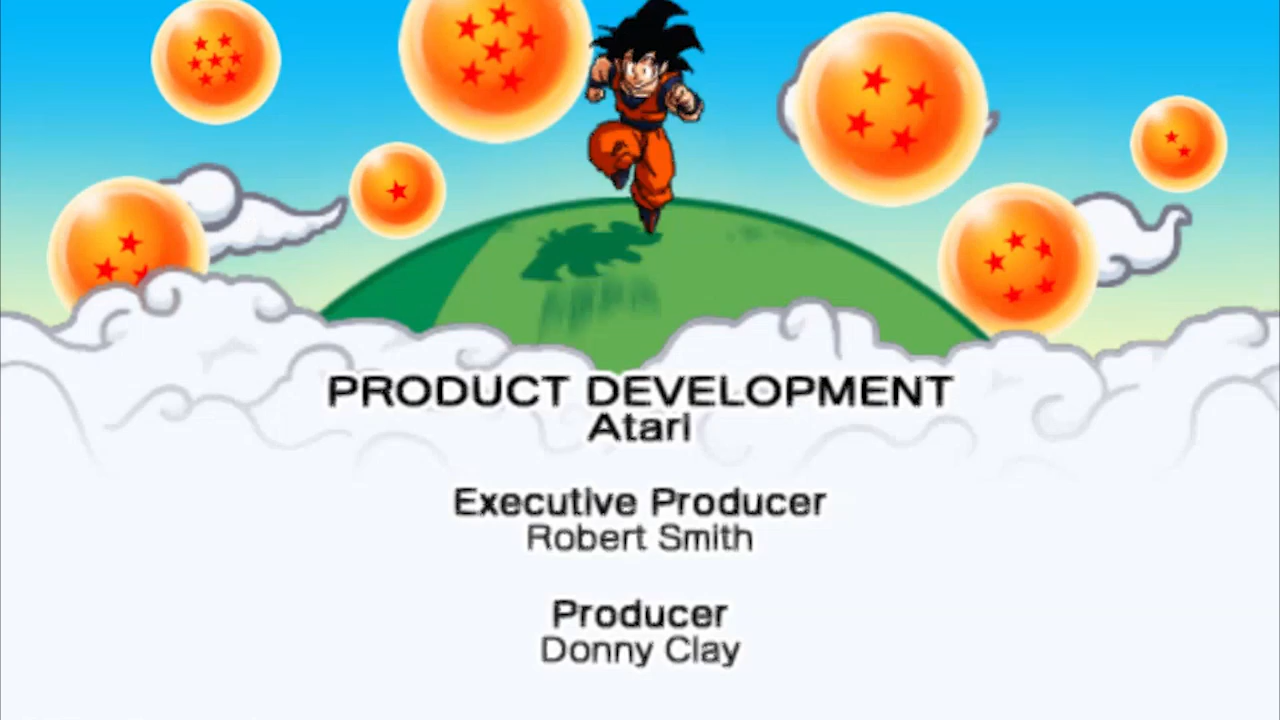 PRODUCT DEVELOPMENT
Atari
Executive Producer
Robert Smith
Producer
Donny Clay